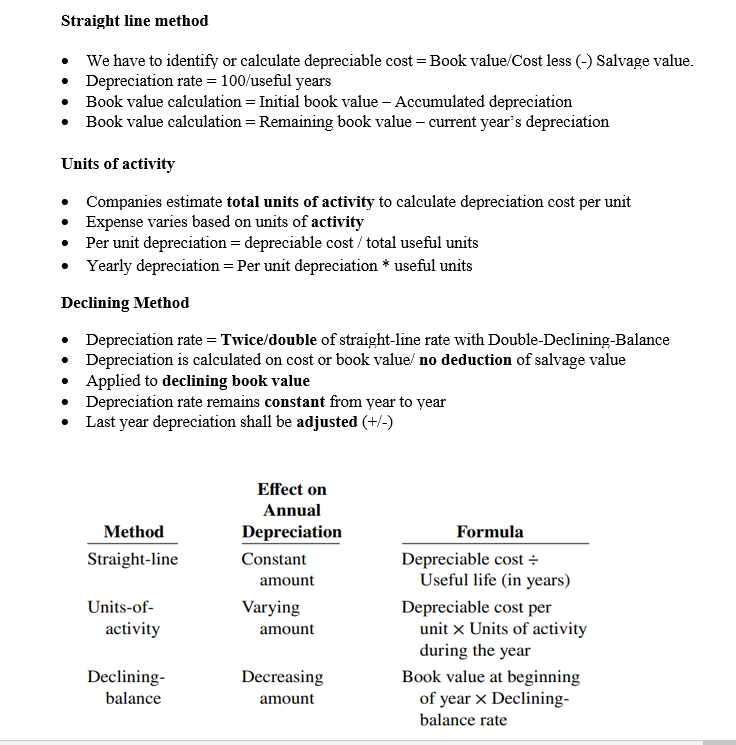 Straight line method
• We have to identify or calculate depreciable cost = Book value/Cost less (-) Salvage value.
• Depreciation rate = 100/useful years
• Book value calculation = Initial book value – Accumulated depreciation
• Book value calculation = Remaining book value – current year's depreciation
Units of activity
• Companies estimate total units of activity to calculate depreciation cost per unit
• Expense varies based on units of activity
• Per unit depreciation = depreciable cost / total useful units
• Yearly depreciation = Per unit depreciation * useful units
Declining Method
• Depreciation rate = Twice/double of straight-line rate with Double-Declining-Balance
• Depreciation is calculated on cost or book value/ no deduction of salvage value
• Applied to declining book value
• Depreciation rate remains constant from year to year
• Last year depreciation shall be adjusted (+/-)
Effect on
Annual
Method Depreciation Formula
Straight-line Constant Depreciable cost ÷
amount Useful life (in years)
Units-of- Varying Depreciable cost per
activity amount unit × Units of activity
during the year
Declining- Decreasing Book value at beginning
balance amount of year × Declining-
balance rate